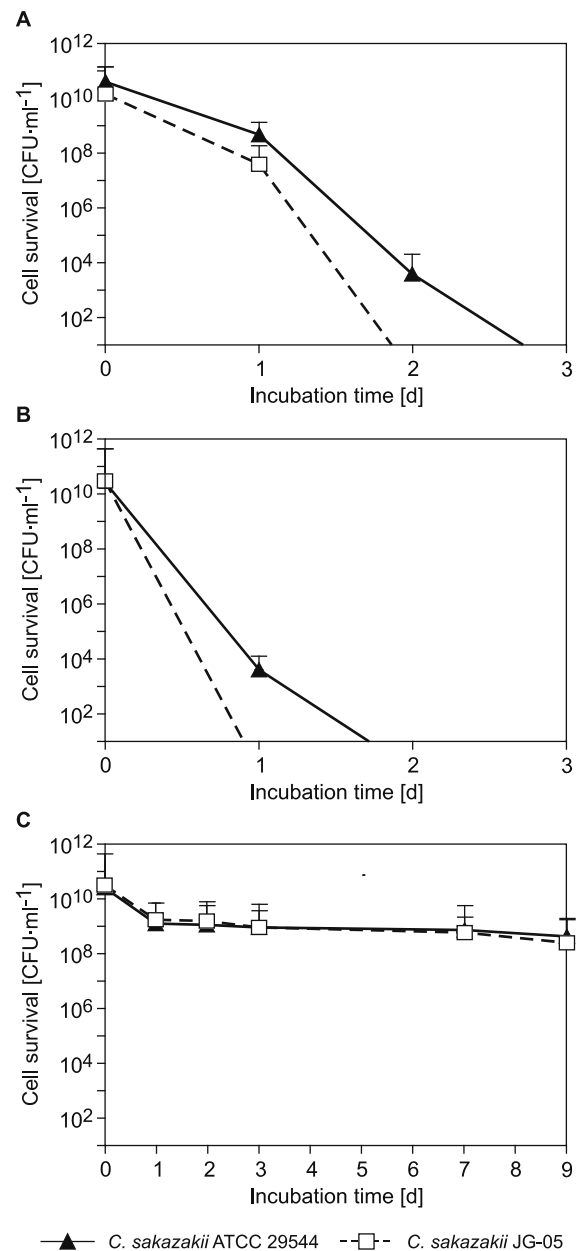 A
Cell survival [CFU·ml-1]
10^12
10^10
10^8
10^6
10^4
10^2
0 1 2 3
Incubation time [d]
B
Cell survival [CFU·ml-1]
10^12
10^10
10^8
10^6
10^4
10^2
0 1 2 3
Incubation time [d]
C
Cell survival [CFU·ml-1]
10^12
10^10
10^8
10^6
10^4
10^2
0 1 2 3 4 5 6 7 8 9
Incubation time [d]
C. sakazakii ATCC 29544 C. sakazakii JG-05